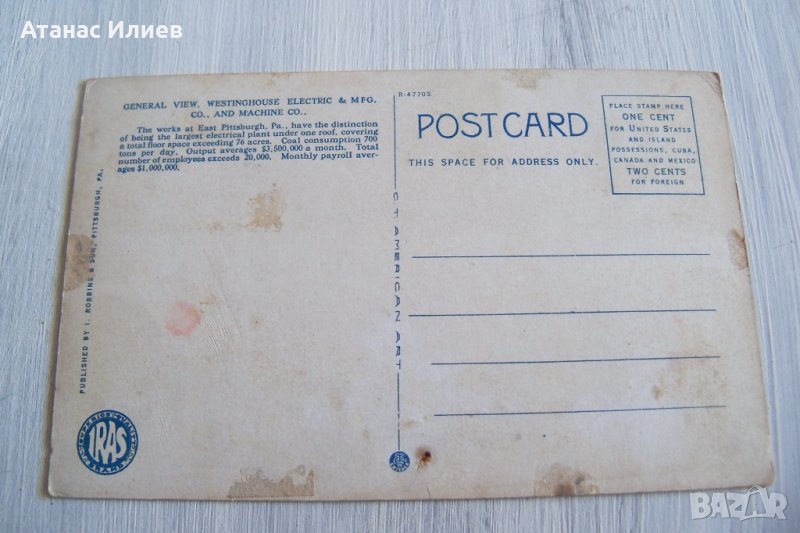 Атанас Илиев
GENERAL VIEW, WESTINGHOUSE ELECTRIC & MFG.
CO., AND MACHINE CO.,
The works at East Pittsburgh, Pa., have the distinction
of being the largest electrical plant under one roof, covering
a total floor space exceeding 76 acres. Coal consumption 700
tons per day. Output averages $3,500,000 a month. Total
number of employees exceeds 20,000. Monthly payroll aver-
ages $1,000,000.
PUBLISHED BY I. ROBBINS & SON, PITTSBURGH, PA.
IRAS
C.T. AMERICAN ART
R-47705
POST CARD
THIS SPACE FOR ADDRESS ONLY.
PLACE STAMP HERE
ONE CENT
FOR UNITED STATES
AND ISLAND
POSSESSIONS, CUBA,
CANADA AND MEXICO
TWO CENTS
FOR FOREIGN
BAZAR